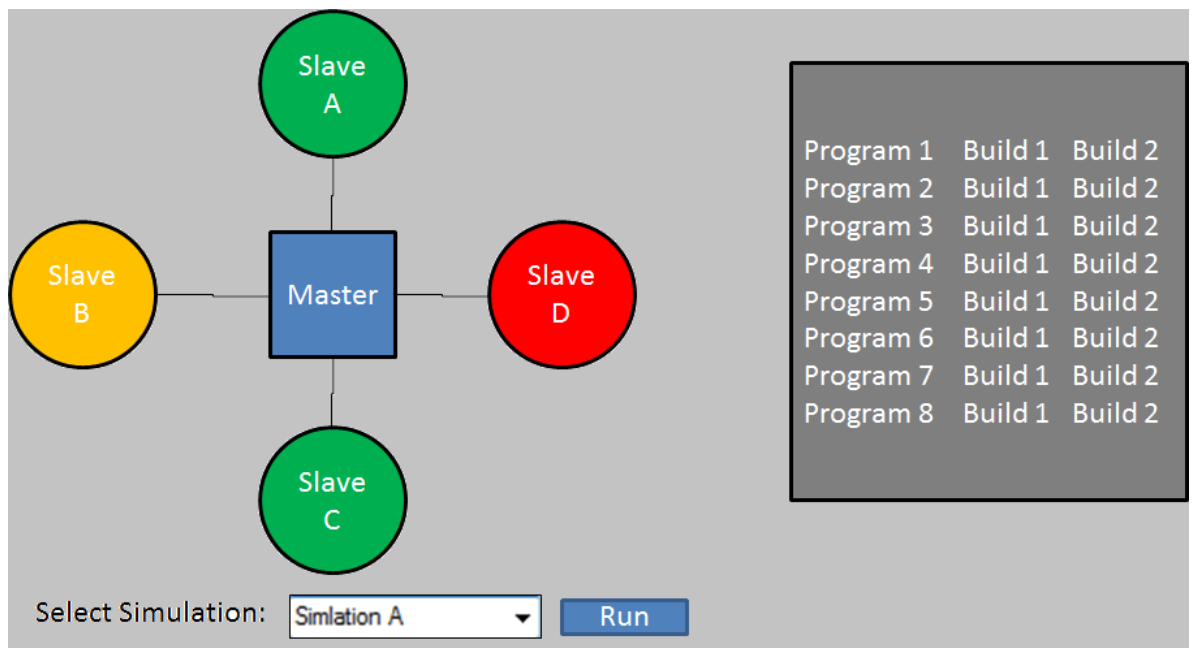 Slave
A
Slave
B
Master
Slave
D
Slave
C
Select Simulation: Simlation A Run
Program 1 Build 1 Build 2
Program 2 Build 1 Build 2
Program 3 Build 1 Build 2
Program 4 Build 1 Build 2
Program 5 Build 1 Build 2
Program 6 Build 1 Build 2
Program 7 Build 1 Build 2
Program 8 Build 1 Build 2